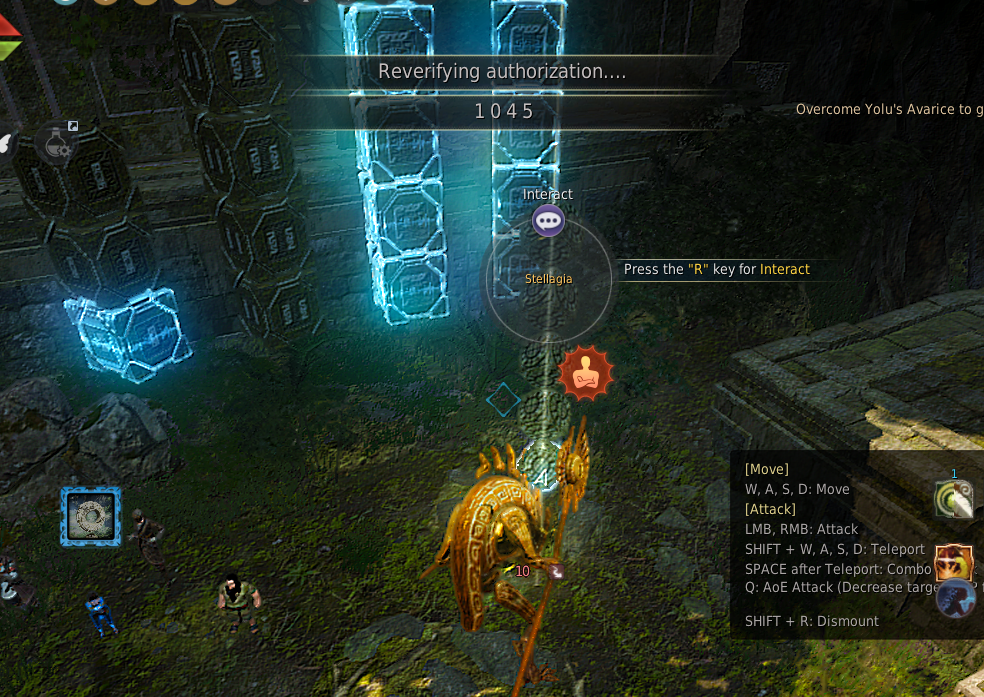 Reverifying authorization....
1045
Overcome Yolu's Avarice to g
Interact
Press the "R" key for Interact
Stellagia
[Move]
W, A, S, D: Move
[Attack]
LMB, RMB: Attack
SHIFT + W, A, S, D: Teleport
SPACE after Teleport: Combo
Q: AoE Attack (Decrease targe
SHIFT + R: Dismount
1
10